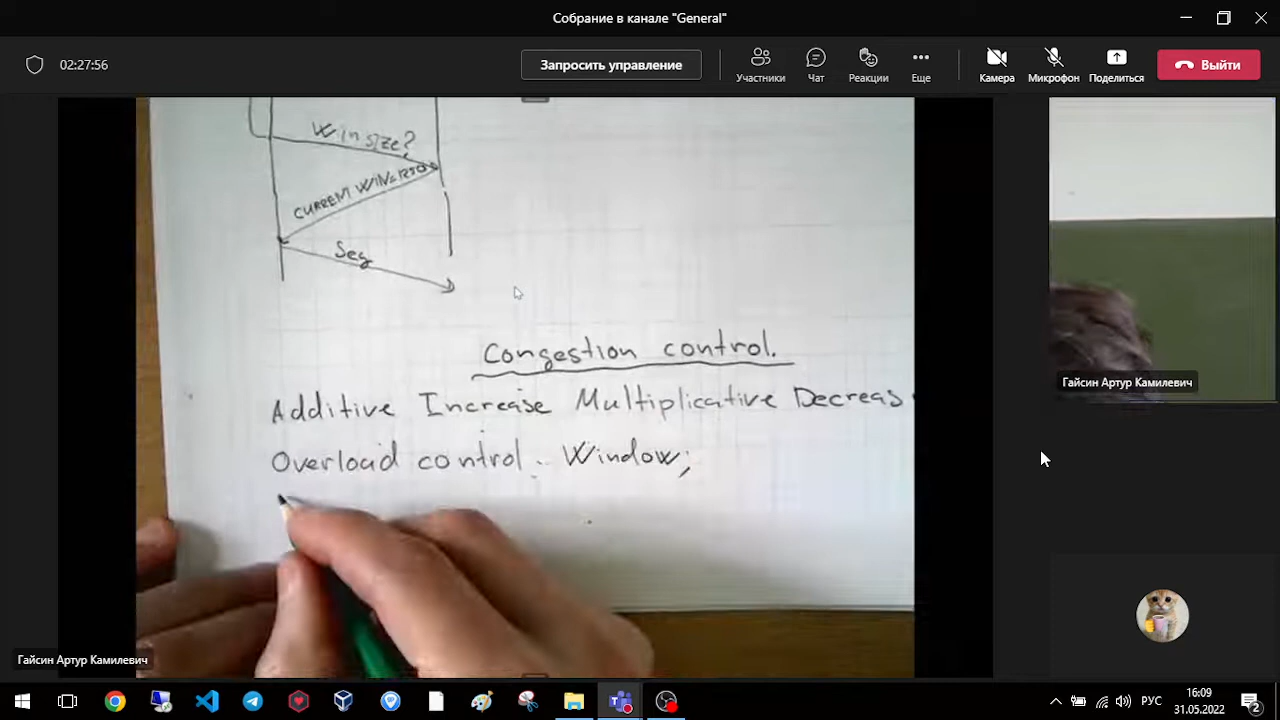 Собрание в канале "General"
02:27:56
Запросить управление
Участники
Чат
Реакции
Еще
Камера
Микрофон
Поделиться
Выйти
Win size?
CURRENT WIN=
Seg
Congestion control.
Additive Increase Multiplicative Decreas
Overload control. Window;
Гайсин Артур Камилевич
Гайсин Артур Камилевич
РУС
16:09
31.05.2022
2